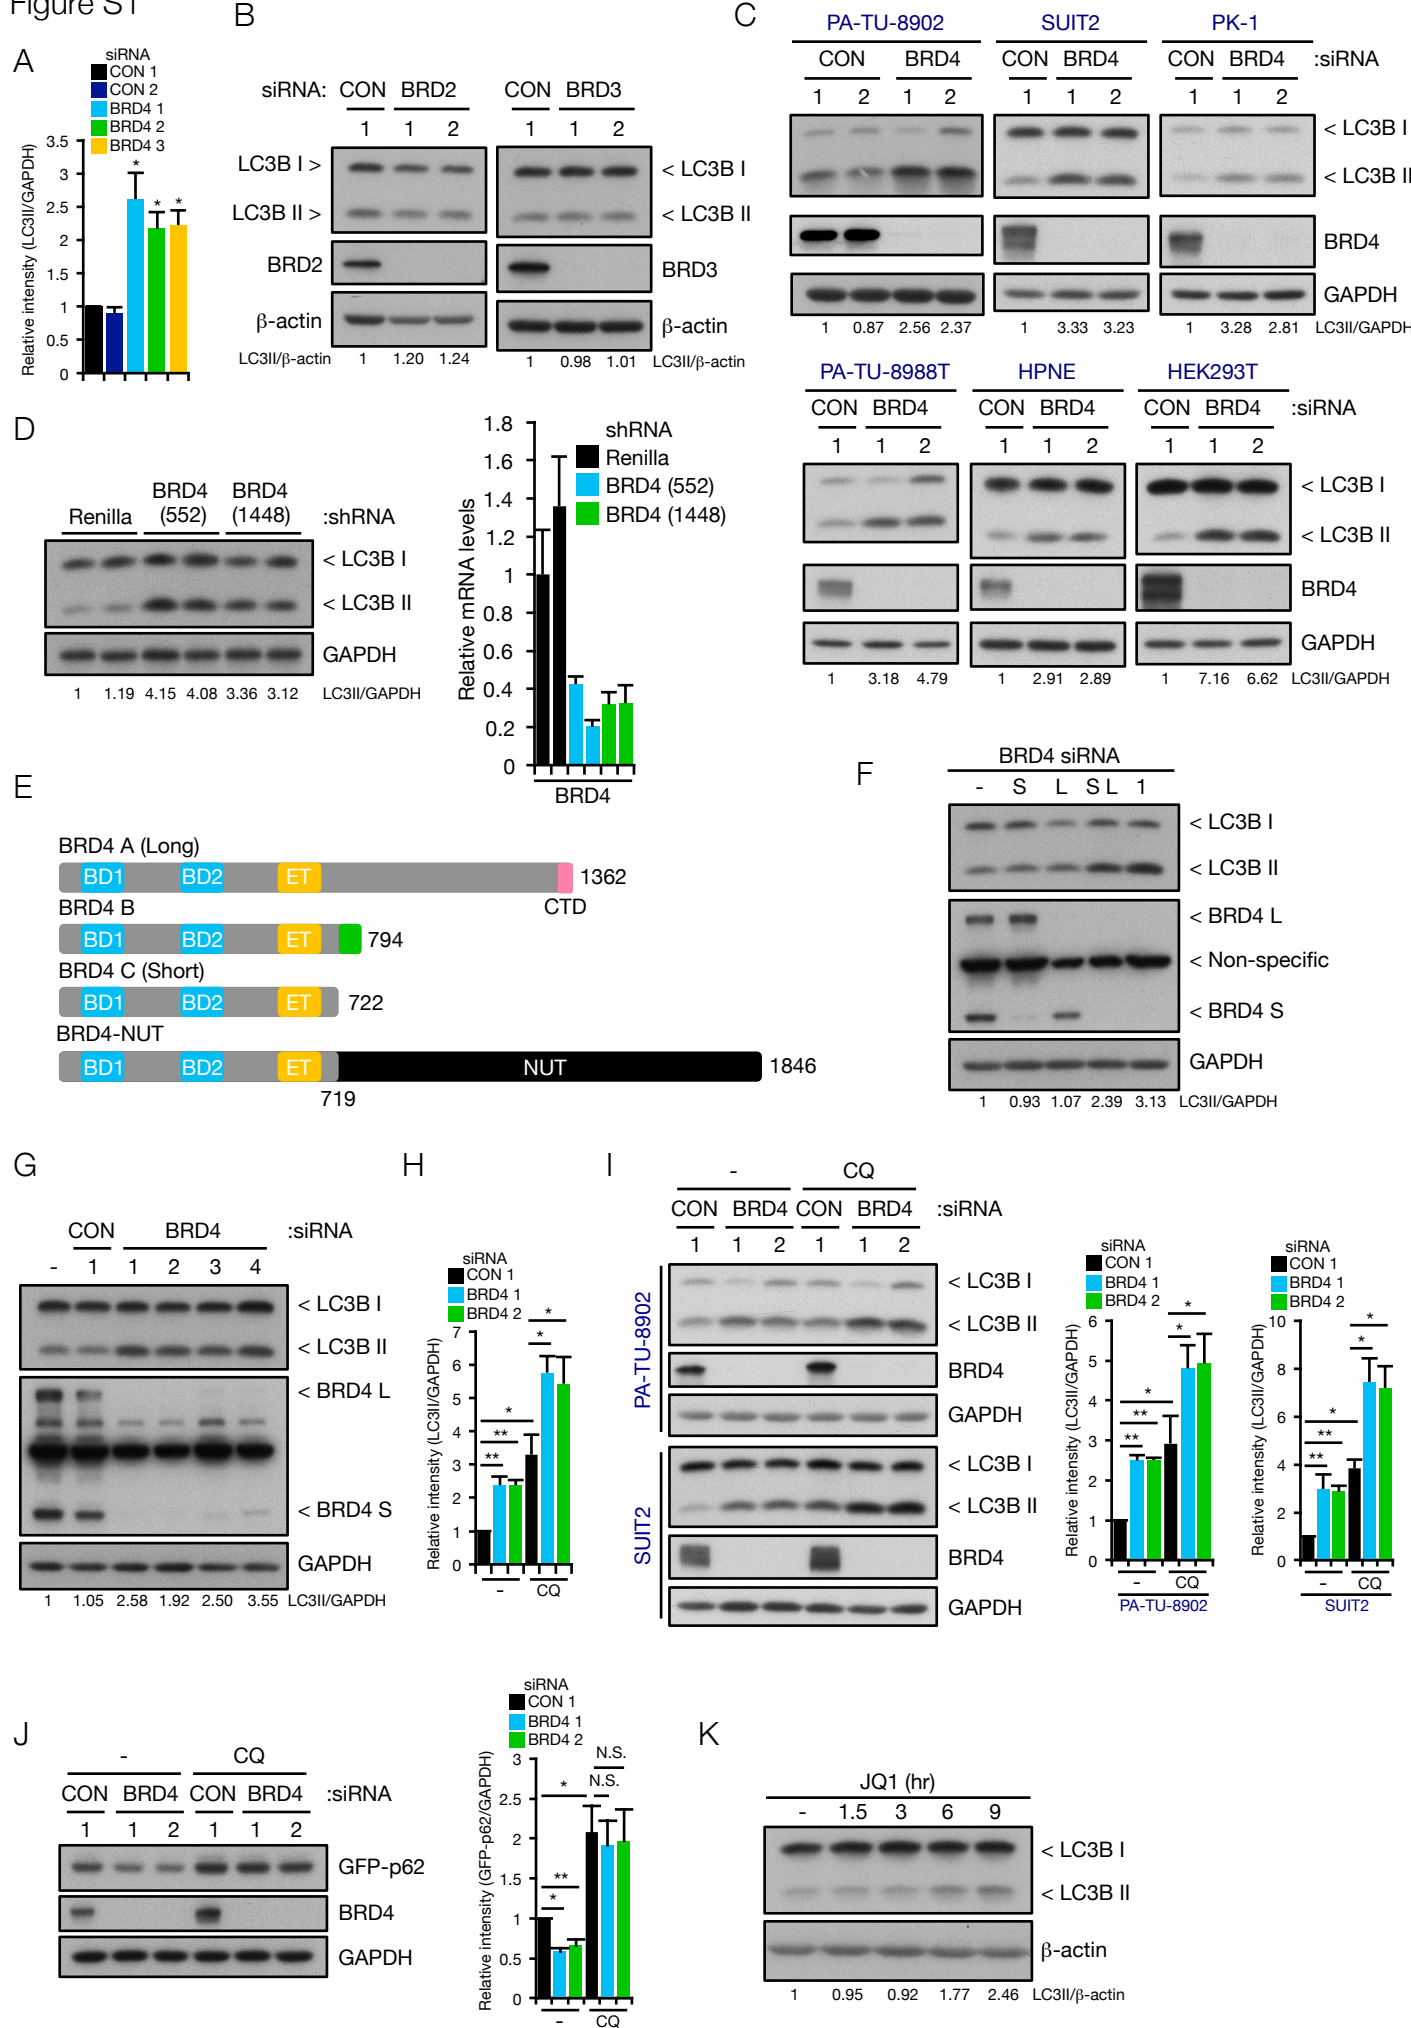 Figure S1
A
siRNA
CON 1
CON 2
BRD4 1
BRD4 2
BRD4 3
Relative intensity (LC3II/GAPDH)
3.5
3
2.5
2
1.5
1
0.5
0
* * *
B
siRNA: CON BRD2 CON BRD3
1 1 2 1 1 2
LC3B I > < LC3B I
LC3B II > < LC3B II
BRD2 BRD3
β-actin β-actin
LC3II/β-actin 1 1.20 1.24 1 0.98 1.01 LC3II/β-actin
C
PA-TU-8902 SUIT2 PK-1
CON BRD4 CON BRD4 CON BRD4 :siRNA
1 2 1 2 1 1 2 1 1 2
< LC3B I
< LC3B II
BRD4
GAPDH
1 0.87 2.56 2.37 1 3.33 3.23 1 3.28 2.81 LC3II/GAPDH
PA-TU-8988T HPNE HEK293T
CON BRD4 CON BRD4 CON BRD4 :siRNA
1 1 2 1 1 2 1 1 2
< LC3B I
< LC3B II
BRD4
GAPDH
1 3.18 4.79 1 2.91 2.89 1 7.16 6.62 LC3II/GAPDH
D
BRD4 BRD4
Renilla (552) (1448) :shRNA
< LC3B I
< LC3B II
GAPDH
1 1.19 4.15 4.08 3.36 3.12 LC3II/GAPDH
shRNA
Renilla
BRD4 (552)
BRD4 (1448)
Relative mRNA levels
1.8
1.6
1.4
1.2
1
0.8
0.6
0.4
0.2
0
BRD4
E
BRD4 A (Long)
BD1 BD2 ET 1362
CTD
BRD4 B
BD1 BD2 ET 794
BRD4 C (Short)
BD1 BD2 ET 722
BRD4-NUT
BD1 BD2 ET NUT 1846
719
F
BRD4 siRNA
- S L S L 1
< LC3B I
< LC3B II
< BRD4 L
< Non-specific
< BRD4 S
GAPDH
1 0.93 1.07 2.39 3.13 LC3II/GAPDH
G
CON BRD4 :siRNA
- 1 1 2 3 4
< LC3B I
< LC3B II
< BRD4 L
< BRD4 S
GAPDH
1 1.05 2.58 1.92 2.50 3.55 LC3II/GAPDH
H
siRNA
CON 1
BRD4 1
BRD4 2
Relative intensity (LC3II/GAPDH)
7
6
5
4
3
2
1
0
** ** * * *
- CQ
I
- CQ
CON BRD4 CON BRD4 :siRNA
1 1 2 1 1 2
PA-TU-8902
< LC3B I
< LC3B II
BRD4
GAPDH
SUIT2
< LC3B I
< LC3B II
BRD4
GAPDH
siRNA
CON 1
BRD4 1
BRD4 2
Relative intensity (LC3II/GAPDH)
6
5
4
3
2
1
0
** ** * * *
- CQ
PA-TU-8902
siRNA
CON 1
BRD4 1
BRD4 2
Relative intensity (LC3II/GAPDH)
10
8
6
4
2
0
** ** * * *
- CQ
SUIT2
J
- CQ
CON BRD4 CON BRD4 :siRNA
1 1 2 1 1 2
GFP-p62
BRD4
GAPDH
siRNA
CON 1
BRD4 1
BRD4 2
Relative intensity (GFP-p62/GAPDH)
3
2.5
2
1.5
1
0.5
0
N.S.
* N.S.
**
*
- CQ
K
JQ1 (hr)
- 1.5 3 6 9
< LC3B I
< LC3B II
β-actin
1 0.95 0.92 1.77 2.46 LC3II/β-actin